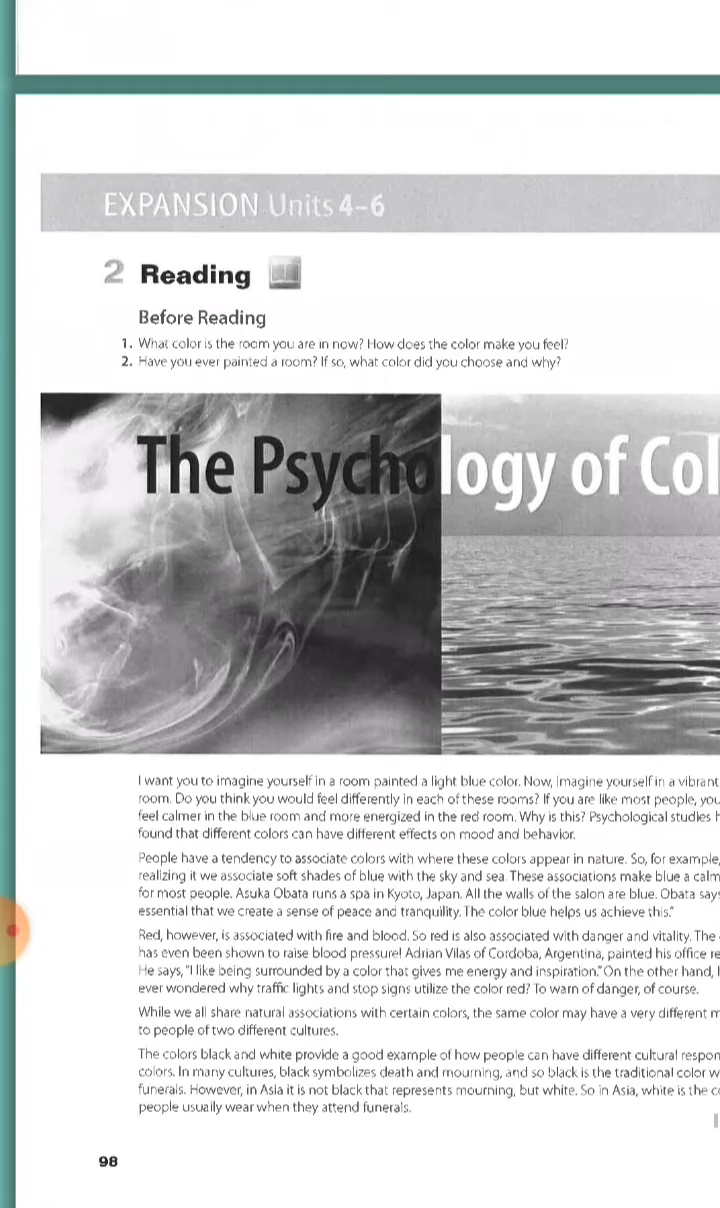 EXPANSION Units 4–6
2 Reading
Before Reading
1. What color is the room you are in now? How does the color make you feel?
2. Have you ever painted a room? If so, what color did you choose and why?
The Psychology of Col
I want you to imagine yourself in a room painted a light blue color. Now, imagine yourself in a vibrant
room. Do you think you would feel differently in each of these rooms? If you are like most people, you
feel calmer in the blue room and more energized in the red room. Why is this? Psychological studies h
found that different colors can have different effects on mood and behavior.
People have a tendency to associate colors with where these colors appear in nature. So, for example,
realizing it we associate soft shades of blue with the sky and sea. These associations make blue a calm
for most people. Asuka Obata runs a spa in Kyoto, Japan. All the walls of the salon are blue. Obata says
essential that we create a sense of peace and tranquility. The color blue helps us achieve this."
Red, however, is associated with fire and blood. So red is also associated with danger and vitality. The
has even been shown to raise blood pressure! Adrian Vilas of Cordoba, Argentina, painted his office re
He says, "I like being surrounded by a color that gives me energy and inspiration." On the other hand,
ever wondered why traffic lights and stop signs utilize the color red? To warn of danger, of course.
While we all share natural associations with certain colors, the same color may have a very different m
to people of two different cultures.
The colors black and white provide a good example of how people can have different cultural respon
colors. In many cultures, black symbolizes death and mourning, and so black is the traditional color w
funerals. However, in Asia it is not black that represents mourning, but white. So in Asia, white is the c
people usually wear when they attend funerals.
98